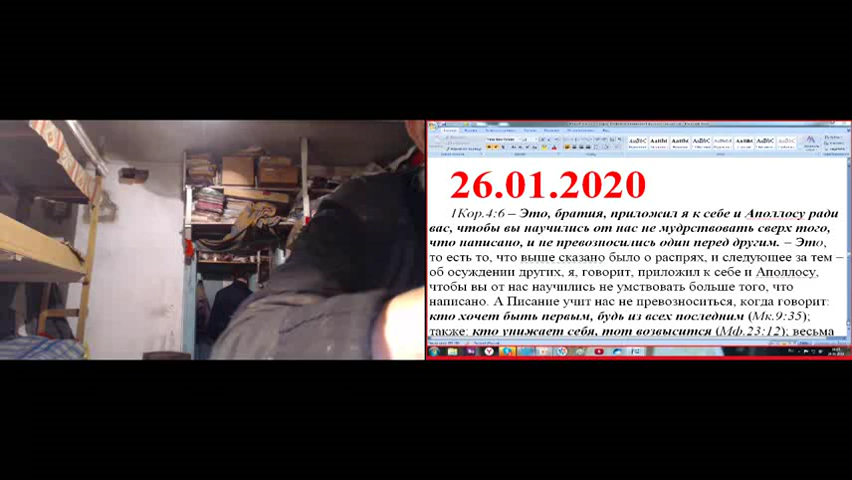 26.01.2020
1Кор.4:6 – Это, братия, приложил я к себе и Аполлосу ради
вас, чтобы вы научились от нас не мудрствовать сверх того,
что написано, и не превозносились один перед другим. – Это,
то есть то, что выше сказано было о распрях, и следующее за тем –
об осуждении других, я, говорит, приложил к себе и Аполлосу,
чтобы вы от нас научились не умствовать больше того, что
написано. А Писание учит нас не превозноситься, когда говорит:
кто хочет быть первым, будь из всех последним (Мк.9:35);
также: кто унижает себя, тот возвысится (Мф.23:12); весьма